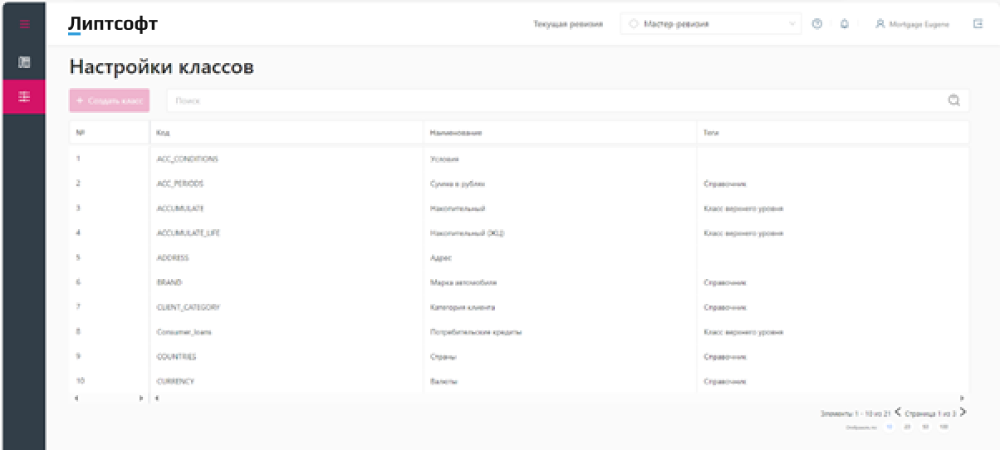 Липтсофт
Текущая ревизия Мастер-ревизия Mortgage Eugene
Настройки классов
+ Создать класс Поиск
№ Код Наименование Теги
1 ACC_CONDITIONS Условия
2 ACC_PERIODS Сумма в рублях Справочник
3 ACCUMULATE Накопительный Класс верхнего уровня
4 ACCUMULATE_LIFE Накопительный (ЖЦ) Класс верхнего уровня
5 ADDRESS Адрес
6 BRAND Марка автомобиля Справочник
7 CLIENT_CATEGORY Категория клиента Справочник
8 Consumer_loans Потребительские кредиты Класс верхнего уровня
9 COUNTRIES Страны Справочник
10 CURRENCY Валюты Справочник
Элементы 1 - 10 из 21 Страница 1 из 3
10 20 50 100